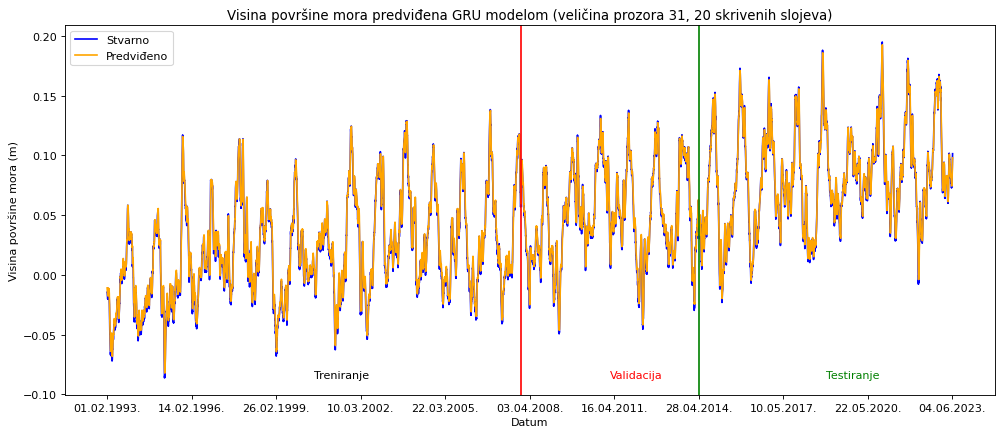 Visina površine mora predviđena GRU modelom (veličina prozora 31, 20 skrivenih slojeva)
Stvarno
Predviđeno
0.20
0.15
0.10
0.05
0.00
−0.05
−0.10
Visina površine mora (m)
Treniranje
Validacija
Testiranje
01.02.1993.
14.02.1996.
26.02.1999.
10.03.2002.
22.03.2005.
03.04.2008.
16.04.2011.
28.04.2014.
10.05.2017.
22.05.2020.
04.06.2023.
Datum